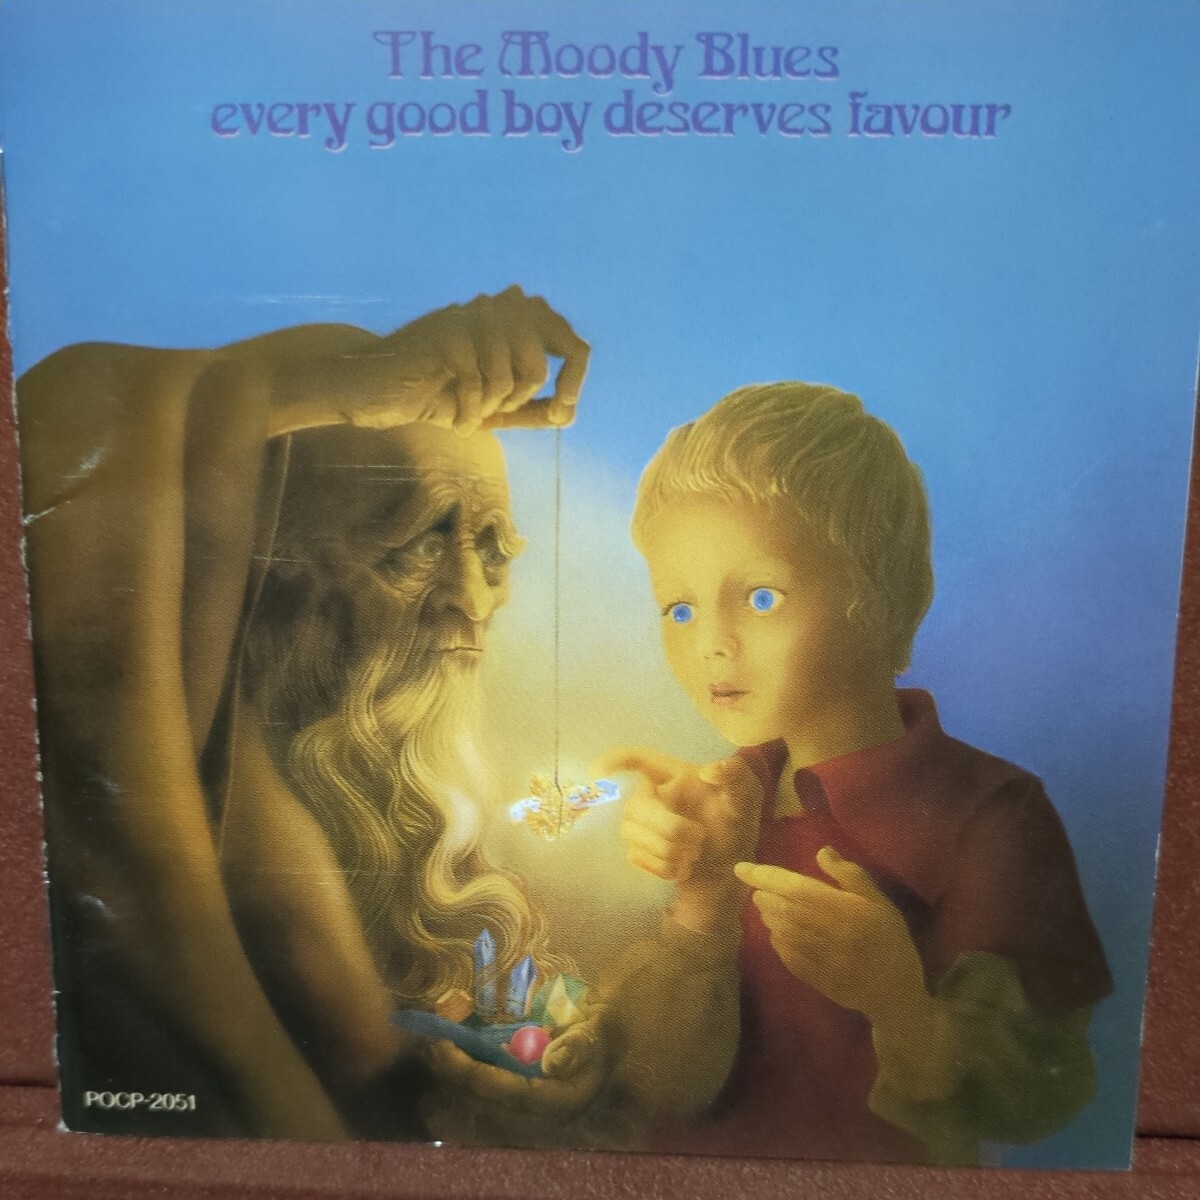 The Moody Blues
every good boy deserves favour
POCP-2051